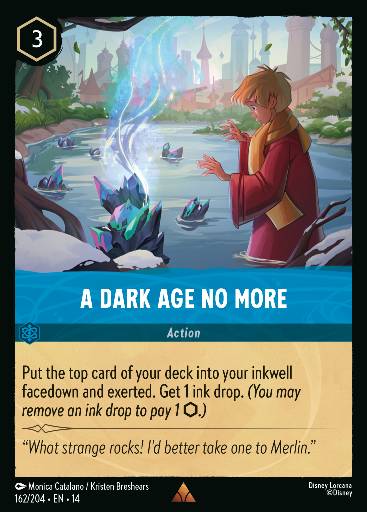 3
A DARK AGE NO MORE
Action
Put the top card of your deck into your inkwell
facedown and exerted. Get 1 ink drop. (You may
remove an ink drop to pay 1 ⬡.)
“What strange rocks! I’d better take one to Merlin.”
Monica Catalano / Kristen Breshears
Disney Lorcana
162/204 • EN • 14
©Disney